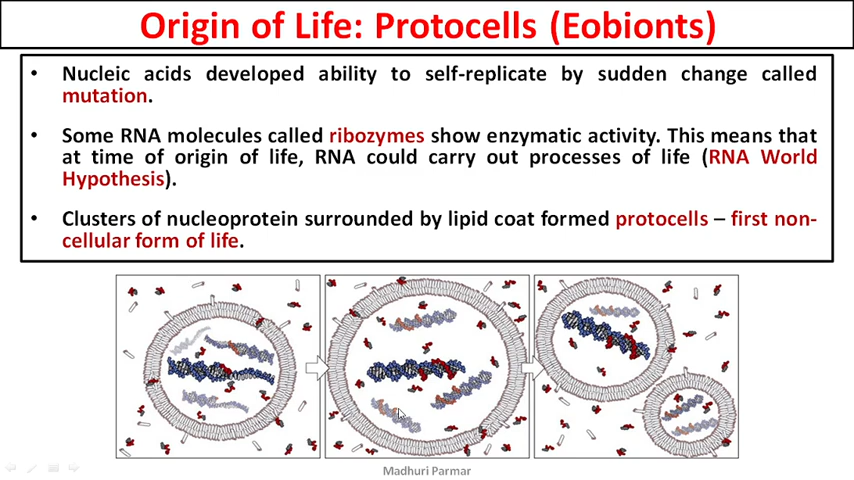 Origin of Life: Protocells (Eobionts)
• Nucleic acids developed ability to self-replicate by sudden change called
mutation.
• Some RNA molecules called ribozymes show enzymatic activity. This means that
at time of origin of life, RNA could carry out processes of life (RNA World
Hypothesis).
• Clusters of nucleoprotein surrounded by lipid coat formed protocells – first non-
cellular form of life.
Madhuri Parmar